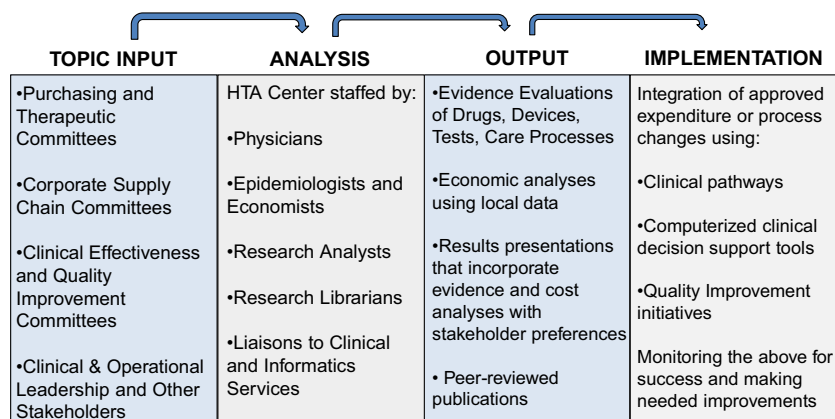 TOPIC INPUT
•Purchasing and
Therapeutic
Committees
•Corporate Supply
Chain Committees
•Clinical Effectiveness
and Quality
Improvement
Committees
•Clinical & Operational
Leadership and Other
Stakeholders
ANALYSIS
HTA Center staffed by:
•Physicians
•Epidemiologists and
Economists
•Research Analysts
•Research Librarians
•Liaisons to Clinical
and Informatics
Services
OUTPUT
•Evidence Evaluations
of Drugs, Devices,
Tests, Care Processes
•Economic analyses
using local data
•Results presentations
that incorporate
evidence and cost
analyses with
stakeholder preferences
• Peer-reviewed
publications
IMPLEMENTATION
Integration of approved
expenditure or process
changes using:
•Clinical pathways
•Computerized clinical
decision support tools
•Quality Improvement
initiatives
Monitoring the above for
success and making
needed improvements